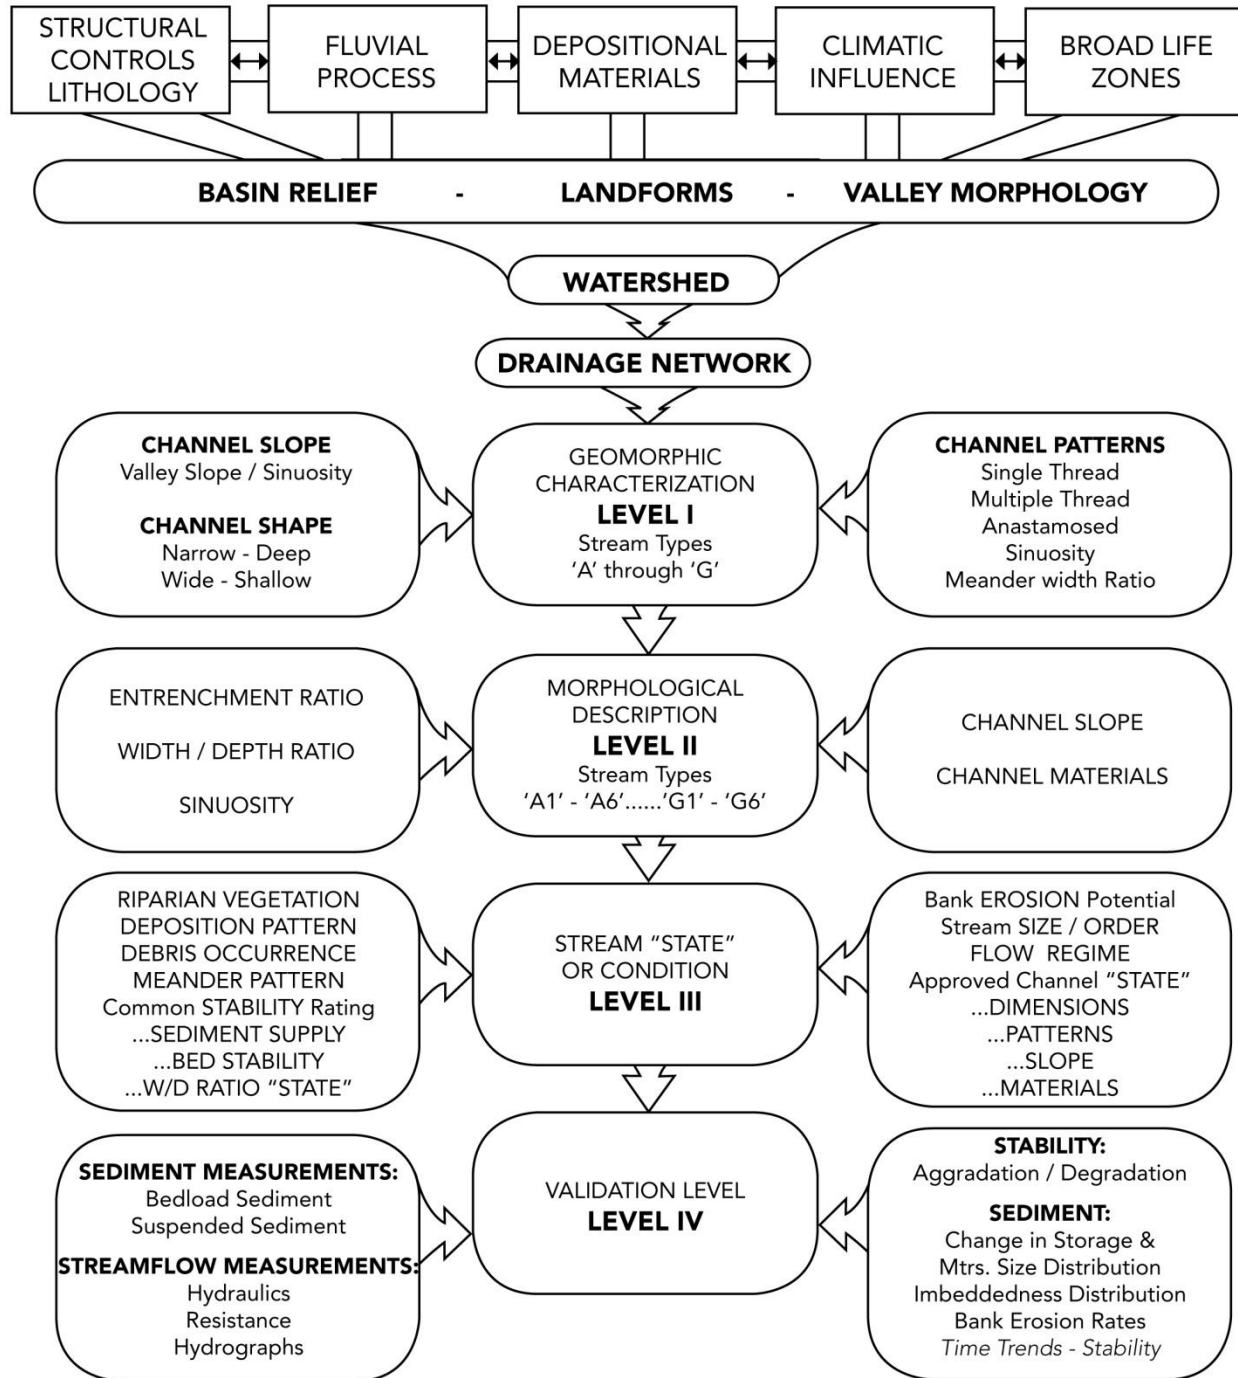 STRUCTURAL
CONTROLS
LITHOLOGY
FLUVIAL
PROCESS
DEPOSITIONAL
MATERIALS
CLIMATIC
INFLUENCE
BROAD LIFE
ZONES
BASIN RELIEF - LANDFORMS - VALLEY MORPHOLOGY
WATERSHED
DRAINAGE NETWORK
CHANNEL SLOPE
Valley Slope / Sinuosity
CHANNEL SHAPE
Narrow - Deep
Wide - Shallow
GEOMORPHIC
CHARACTERIZATION
LEVEL I
Stream Types
‘A’ through ‘G’
CHANNEL PATTERNS
Single Thread
Multiple Thread
Anastamosed
Sinuosity
Meander width Ratio
ENTRENCHMENT RATIO
WIDTH / DEPTH RATIO
SINUOSITY
MORPHOLOGICAL
DESCRIPTION
LEVEL II
Stream Types
‘A1’ - ‘A6’......‘G1’ - ‘G6’
CHANNEL SLOPE
CHANNEL MATERIALS
RIPARIAN VEGETATION
DEPOSITION PATTERN
DEBRIS OCCURRENCE
MEANDER PATTERN
Common STABILITY Rating
...SEDIMENT SUPPLY
...BED STABILITY
...W/D RATIO “STATE”
STREAM “STATE”
OR CONDITION
LEVEL III
Bank EROSION Potential
Stream SIZE / ORDER
FLOW REGIME
Approved Channel “STATE”
...DIMENSIONS
...PATTERNS
...SLOPE
...MATERIALS
SEDIMENT MEASUREMENTS:
Bedload Sediment
Suspended Sediment
STREAMFLOW MEASUREMENTS:
Hydraulics
Resistance
Hydrographs
VALIDATION LEVEL
LEVEL IV
STABILITY:
Aggradation / Degradation
SEDIMENT:
Change in Storage &
Mtrs. Size Distribution
Imbeddedness Distribution
Bank Erosion Rates
Time Trends - Stability